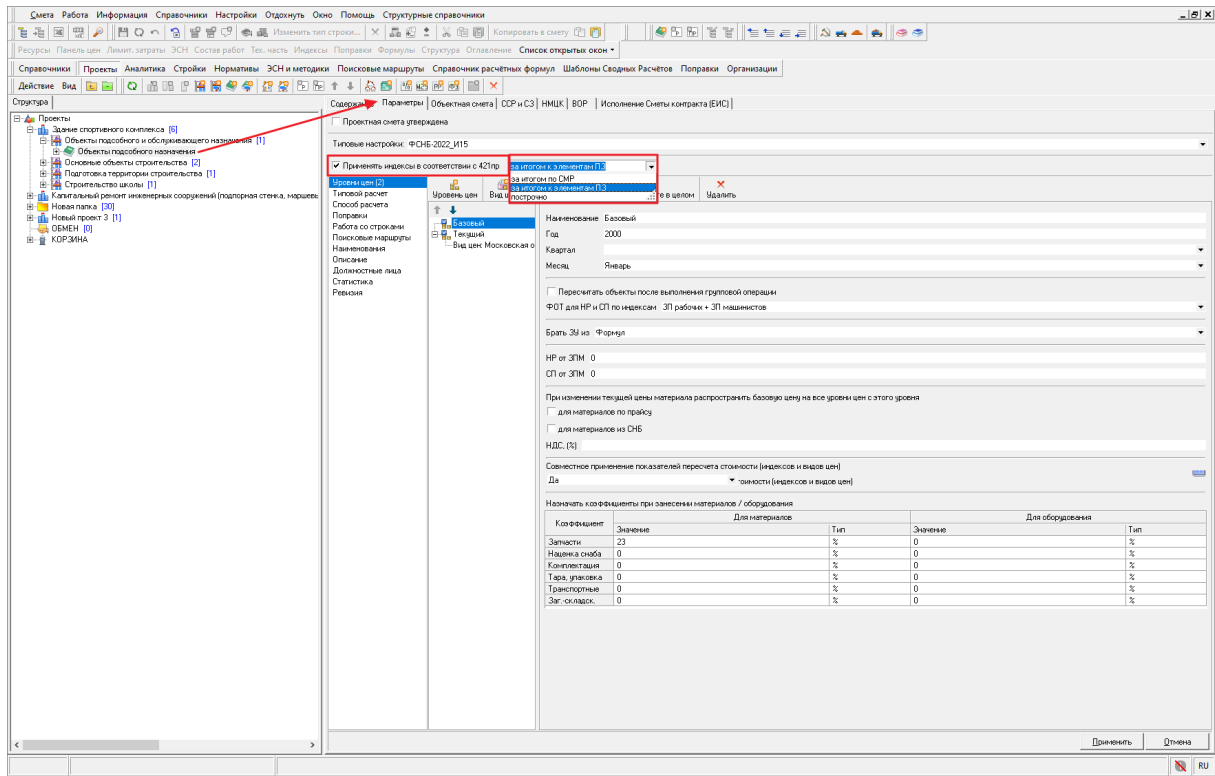 Смета Работа Информация Справочники Настройки Отдохнуть Окно Помощь Структурные справочники
Изменить тип строки... Копировать в смету
Ресурсы Панель цен Лимит. затраты ЭСН Состав работ Тех. часть Индексы Поправки Формулы Структура Оглавление Список открытых окон
Справочники Проекты Аналитика Стройки Нормативы ЭСН и методики Поисковые маршруты Справочник расчётных формул Шаблоны Сводных Расчётов Поправки Организации
Действие Вид
Структура
Проекты
Здание спортивного комплекса [6]
Объекты подсобного и обслуживающего назначения [1]
Объекты подсобного назначения
Основные объекты строительства [2]
Подготовка территории строительства [1]
Строительство школы [1]
Капитальный ремонт инженерных сооружений (подпорная стенка, маршевь
Новая папка [30]
Новый проект 3 [1]
ОБМЕН [0]
КОРЗИНА
Параметры Объектная смета ССР и СЗ НМЦК ВОР Исполнение Сметы контракта (ЕИС)
Проектная смета утверждена
Типовые настройки: ФСНБ-2022_И15
Применять индексы в соответствии с 421пр за итогом к элементам ПЗ
за итогом по СМР
за итогом к элементам ПЗ
построчно
Уровни цен (2)
Типовой расчет
Способ расчета
Поправки
Работа со строками
Поисковые маршруты
Наименования
Описание
Должностные лица
Статистика
Ревизия
Уровень цен Вид ц те в целом Удалить
Базовый
Текущий
Вид цен: Московская о
Наименование Базовый
Год 2000
Квартал
Месяц Январь
Пересчитать объекты после выполнения групповой операции
ФОТ для НР и СП по индексам ЗП рабочих + ЗП машинистов
Брать ЗУ из Формул
НР от ЗПМ 0
СП от ЗПМ 0
При изменении текущей цены материала распространить базовую цену на все уровни цен с этого уровня
для материалов по прайсу
для материалов из СНБ
НДС, (%)
Совместное применение показателей пересчета стоимости (индексов и видов цен)
Да тоимости (индексов и видов цен)
Назначать коэффициенты при занесении материалов / оборудования
Коэффициент Для материалов Для оборудования
Значение Тип Значение Тип
Запчасти 23 % 0 %
Наценка снаба 0 % 0 %
Комплектация 0 % 0 %
Тара, упаковка 0 % 0 %
Транспортные 0 % 0 %
Заг.-складск. 0 % 0 %
Применить Отмена
RU